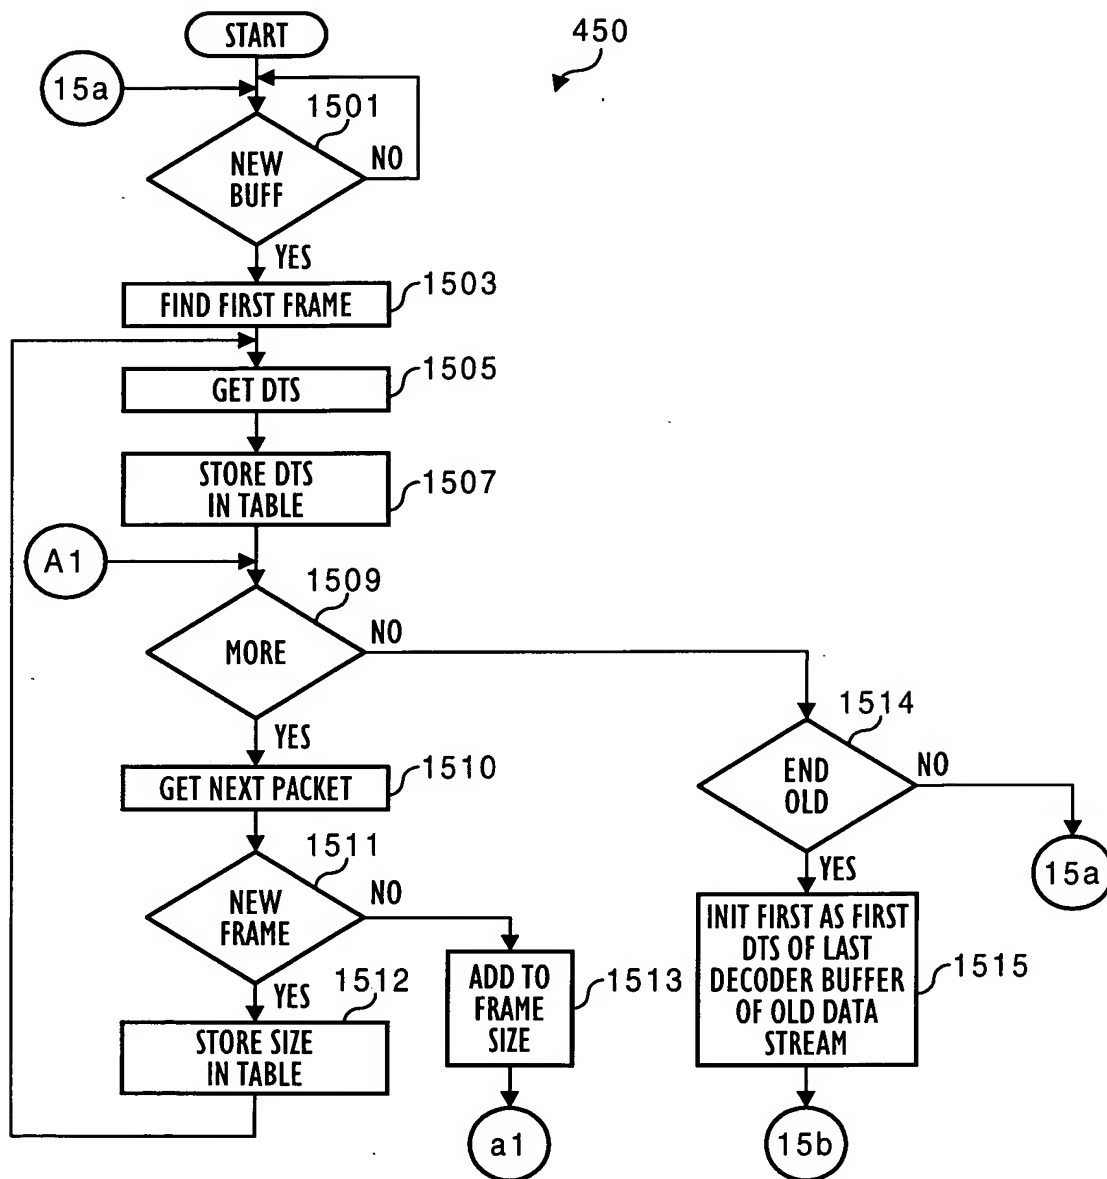 START
450
15a
1501
NEW
BUFF
NO
YES
FIND FIRST FRAME
1503
GET DTS
1505
STORE DTS
IN TABLE
1507
A1
1509
MORE
NO
YES
1514
END
OLD
NO
GET NEXT PACKET
1510
1511
NEW
FRAME
NO
YES
15a
YES
1512
STORE SIZE
IN TABLE
ADD TO
FRAME
SIZE
1513
INIT FIRST AS FIRST
DTS OF LAST
DECODER BUFFER
OF OLD DATA
STREAM
1515
a1
15b